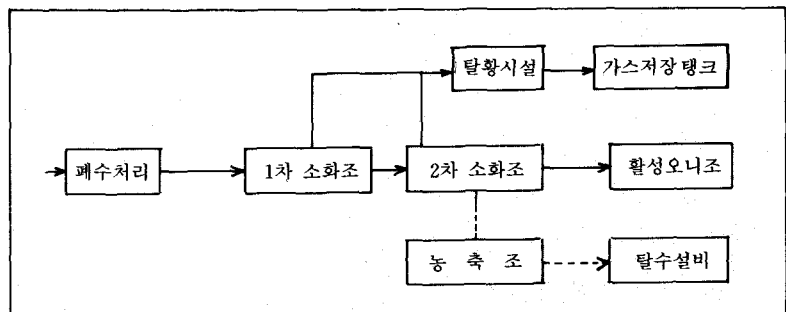 탈황시설
가스저장탱크
폐수처리
1차 소화조
2차 소화조
활성오니조
농축조
탈수설비